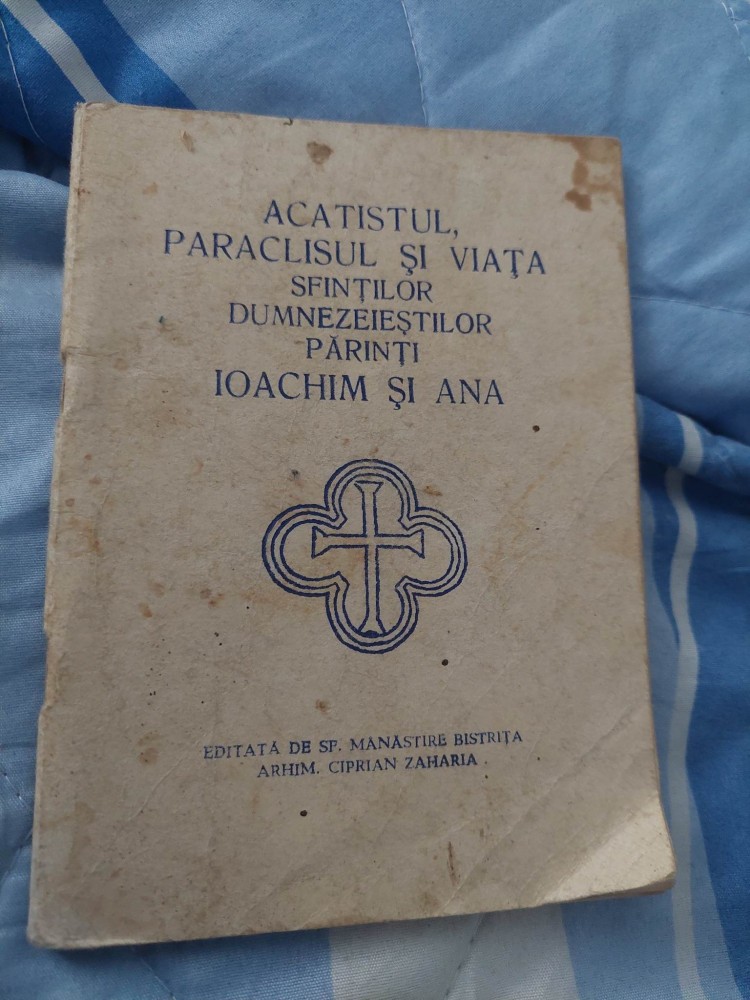 ACATISTUL,
PARACLISUL ŞI VIAŢA
SFINŢILOR
DUMNEZEIEŞTILOR
PĂRINŢI
IOACHIM ŞI ANA
EDITATĂ DE SF. MĂNĂSTIRE BISTRIŢA
ARHIM. CIPRIAN ZAHARIA